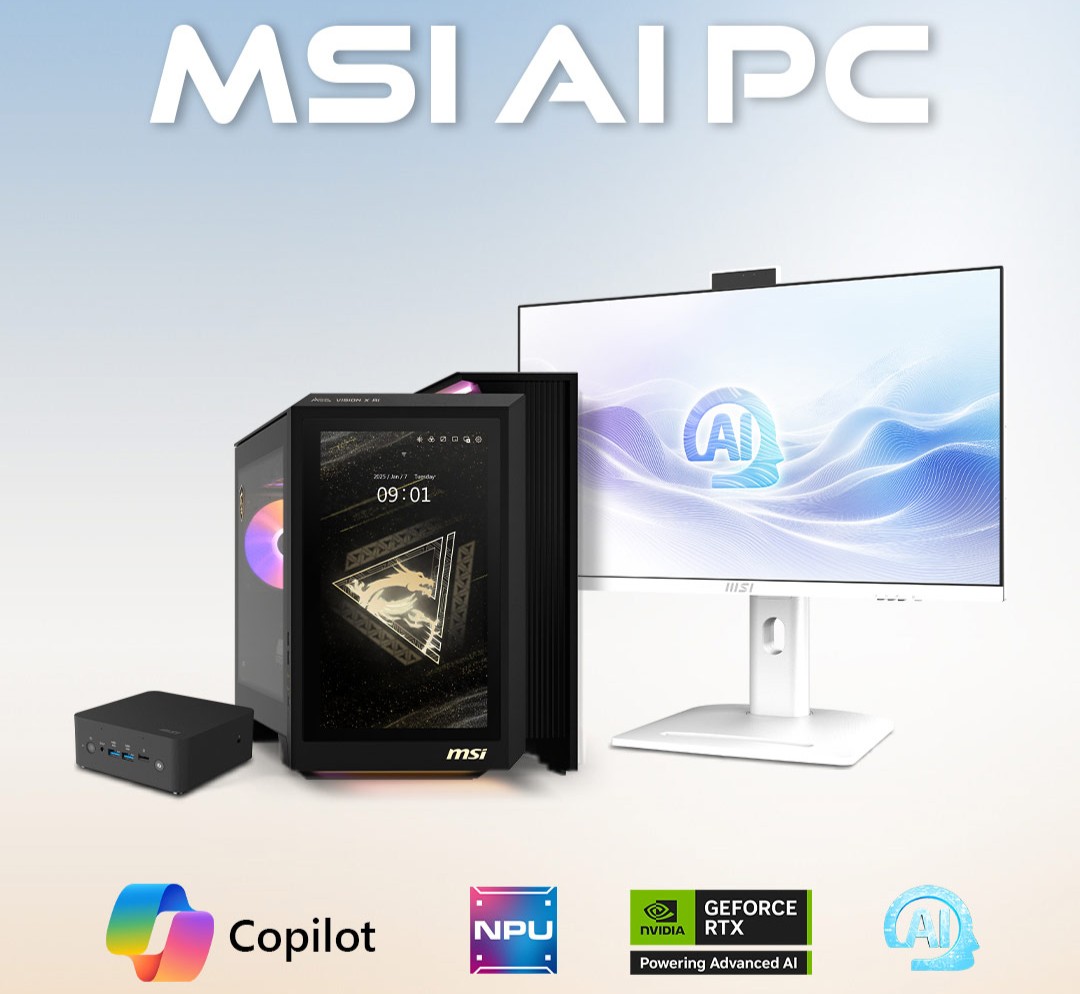 MSI AI PC
VISION X AI
2025 / Jan / 7 Tuesday
09:01
AI
msi
msi
Copilot
NPU
NVIDIA
GEFORCE
RTX
Powering Advanced AI
AI